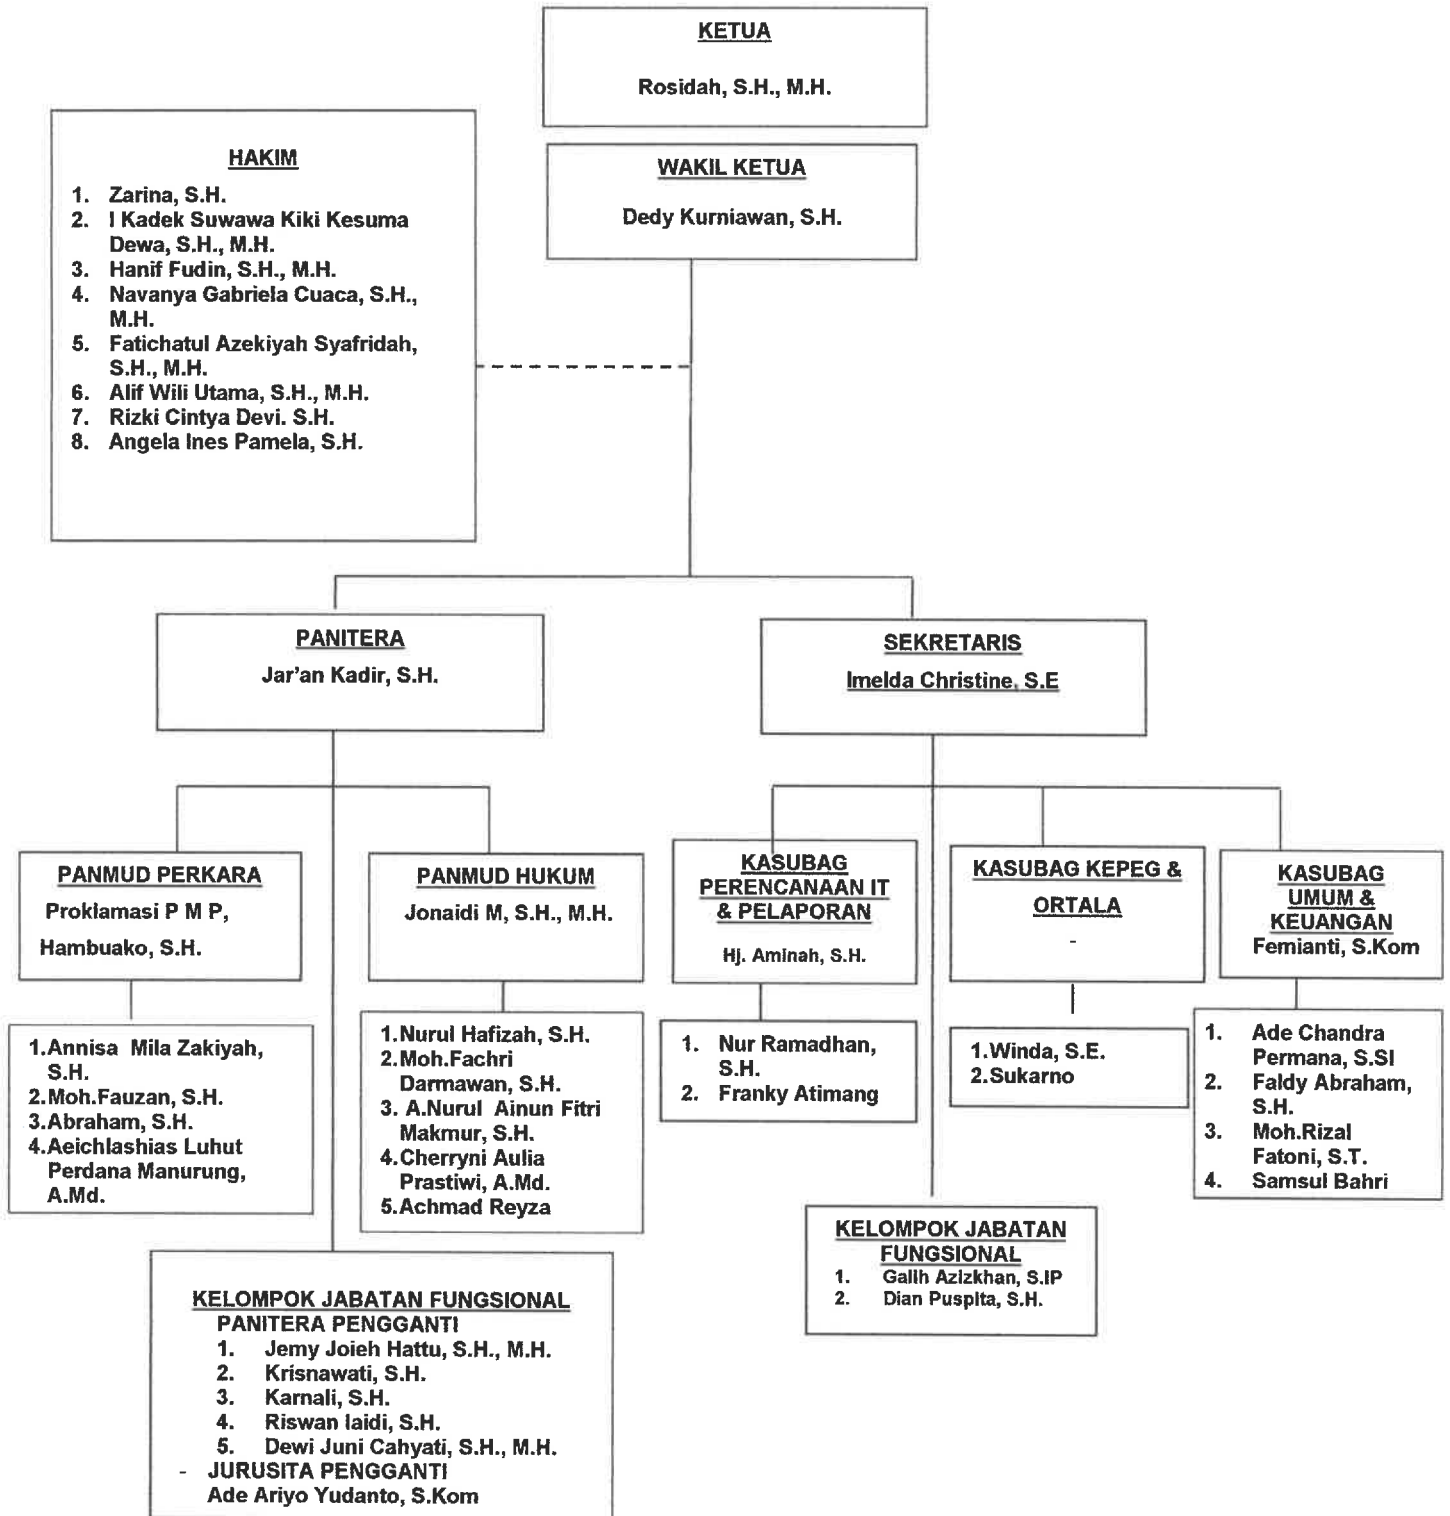 KETUA
Rosidah, S.H., M.H.
HAKIM
1. Zarina, S.H.
2. I Kadek Suwawa Kiki Kesuma
Dewa, S.H., M.H.
3. Hanif Fudin, S.H., M.H.
4. Navanya Gabriela Cuaca, S.H.,
M.H.
5. Fatichatul Azekiyah Syafridah,
S.H., M.H.
6. Alif Wili Utama, S.H., M.H.
7. Rizki Cintya Devi. S.H.
8. Angela Ines Pamela, S.H.
WAKIL KETUA
Dedy Kurniawan, S.H.
PANITERA
Jar'an Kadir, S.H.
SEKRETARIS
Imelda Christine, S.E
PANMUD PERKARA
Proklamasi P M P,
Hambuako, S.H.
PANMUD HUKUM
Jonaidi M, S.H., M.H.
KASUBAG
PERENCANAAN IT
& PELAPORAN
Hj. Aminah, S.H.
KASUBAG KEPEG &
ORTALA
-
KASUBAG
UMUM &
KEUANGAN
Femianti, S.Kom
1.Annisa Mila Zakiyah,
S.H.
2.Moh.Fauzan, S.H.
3.Abraham, S.H.
4.Aeichlashias Luhut
Perdana Manurung,
A.Md.
1.Nurul Hafizah, S.H.
2.Moh.Fachri
Darmawan, S.H.
3. A.Nurul Ainun Fitri
Makmur, S.H.
4.Cherryni Aulia
Prastiwi, A.Md.
5.Achmad Reyza
1. Nur Ramadhan,
S.H.
2. Franky Atimang
1.Winda, S.E.
2.Sukarno
1. Ade Chandra
Permana, S.SI
2. Faldy Abraham,
S.H.
3. Moh.Rizal
Fatoni, S.T.
4. Samsul Bahri
KELOMPOK JABATAN FUNGSIONAL
PANITERA PENGGANTI
1. Jemy Joieh Hattu, S.H., M.H.
2. Krisnawati, S.H.
3. Karnali, S.H.
4. Riswan laidi, S.H.
5. Dewi Juni Cahyati, S.H., M.H.
- JURUSITA PENGGANTI
Ade Ariyo Yudanto, S.Kom
KELOMPOK JABATAN
FUNGSIONAL
1. Galih Azizkhan, S.IP
2. Dian Puspita, S.H.